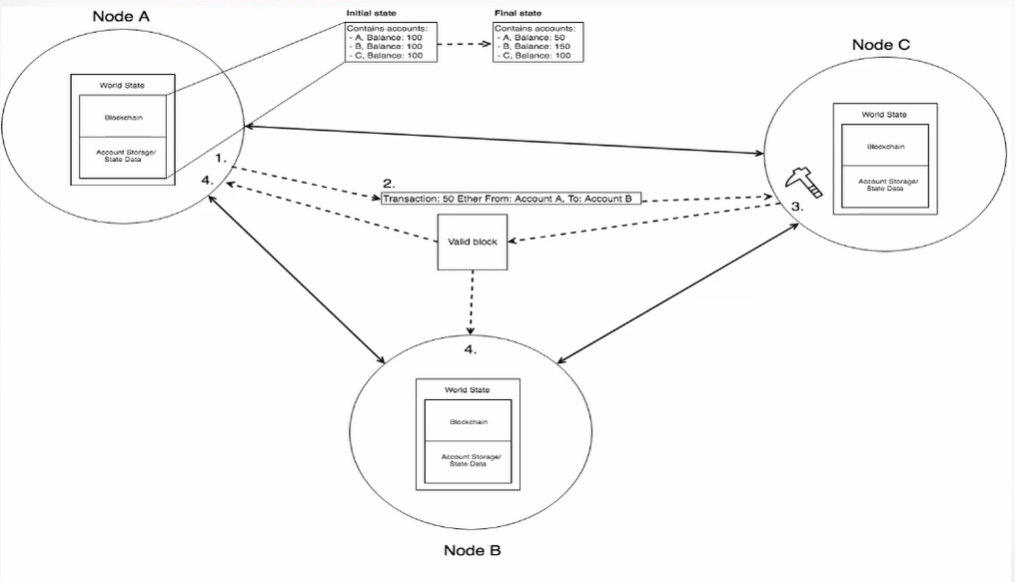 Node A
Initial state
Contains accounts:
- A, Balance: 100
- B, Balance: 100
- C, Balance: 100
Final state
Contains accounts:
- A, Balance: 50
- B, Balance: 150
- C, Balance: 100
Node C
World State
Blockchain
Account Storage/
State Data
World State
Blockchain
Account Storage/
State Data
1.
4.
2.
Transaction: 50 Ether From: Account A, To: Account B
3.
Valid block
4.
World State
Blockchain
Account Storage/
State Data
Node B